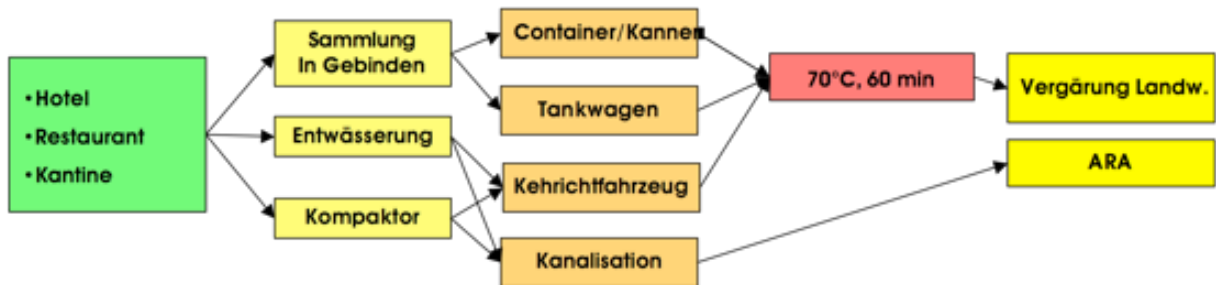 • Hotel
• Restaurant
• Kantine
Sammlung
In Gebinden
Entwässerung
Kompaktor
Container/Kannen
Tankwagen
Kehrichtfahrzeug
Kanalisation
70°C, 60 min
Vergärung Landw.
ARA